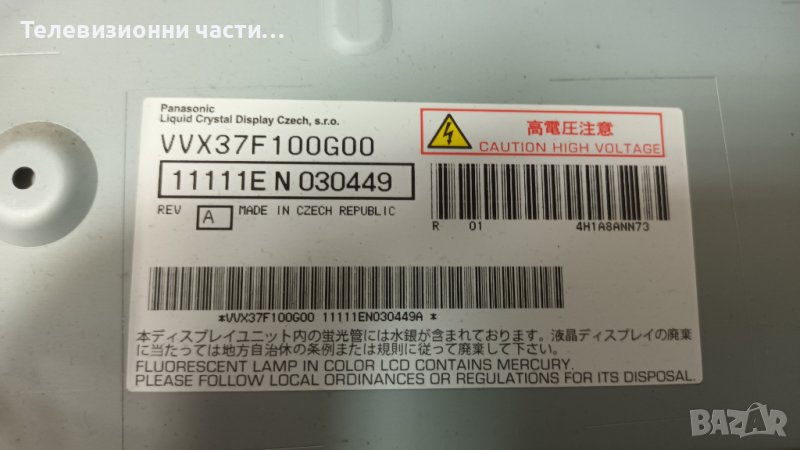 Телевизионни части...
Panasonic
Liquid Crystal Display Czech, s.r.o.
VVX37F100G00
11111E N 030449
REV A MADE IN CZECH REPUBLIC
高電圧注意
CAUTION HIGH VOLTAGE
R 01 4H1A8ANN73
*VVX37F100G00 11111EN030449A *
本ディスプレイユニット内の蛍光管には水銀が含まれております。液晶ディスプレイの廃棄
に当たっては地方自治体の条例または規則に従って廃棄して下さい。
FLUORESCENT LAMP IN COLOR LCD CONTAINS MERCURY.
PLEASE FOLLOW LOCAL ORDINANCES OR REGULATIONS FOR ITS DISPOSAL.
BAZAR